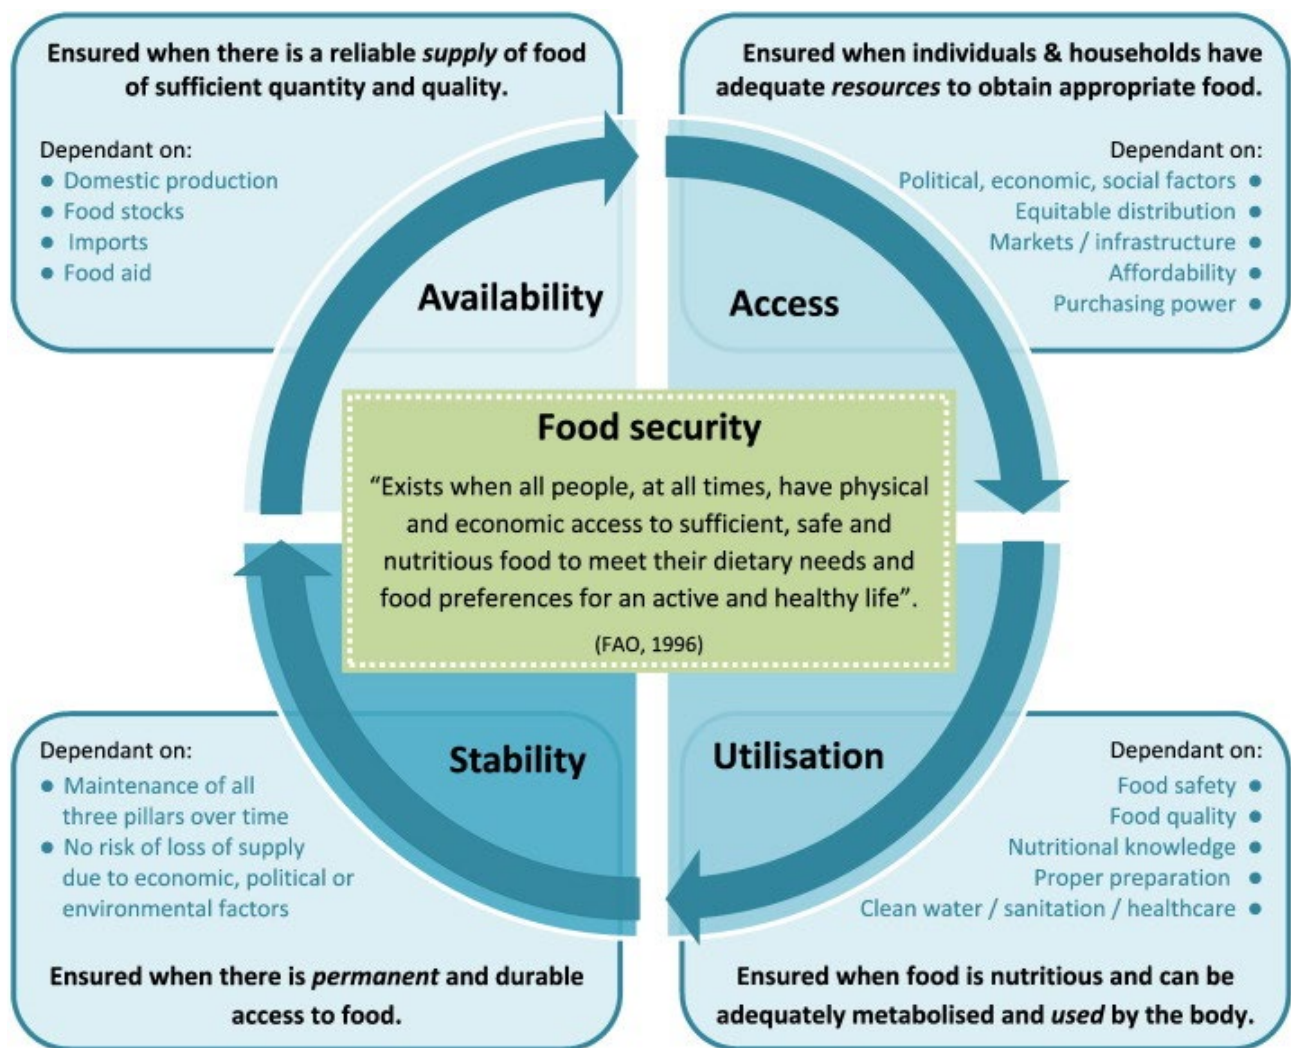 Ensured when there is a reliable supply of food
of sufficient quantity and quality.
Dependant on:
● Domestic production
● Food stocks
● Imports
● Food aid
Availability
Ensured when individuals & households have
adequate resources to obtain appropriate food.
Dependant on:
Political, economic, social factors ●
Equitable distribution ●
Markets / infrastructure ●
Affordability ●
Purchasing power ●
Access
Food security
“Exists when all people, at all times, have physical
and economic access to sufficient, safe and
nutritious food to meet their dietary needs and
food preferences for an active and healthy life”.
(FAO, 1996)
Stability
Dependant on:
● Maintenance of all
three pillars over time
● No risk of loss of supply
due to economic, political or
environmental factors
Ensured when there is permanent and durable
access to food.
Utilisation
Dependant on:
Food safety ●
Food quality ●
Nutritional knowledge ●
Proper preparation ●
Clean water / sanitation / healthcare ●
Ensured when food is nutritious and can be
adequately metabolised and used by the body.